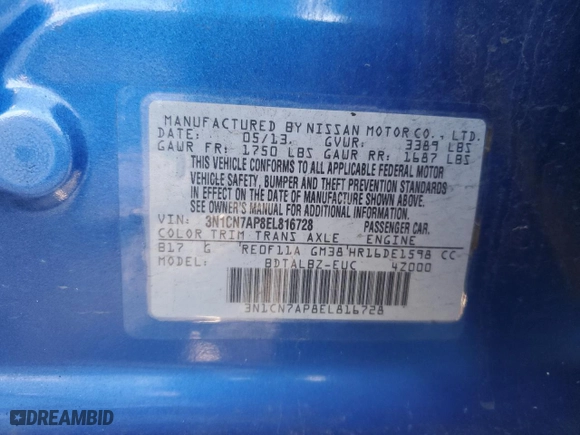 MANUFACTURED BY NISSAN MOTOR CO., LTD.
DATE: 05/13. GVWR: 3389 LBS
GAWR FR: 1750 LBS GAWR RR: 1687 LBS
THIS VEHICLE CONFORMS TO ALL APPLICABLE FEDERAL MOTOR
VEHICLE SAFETY, BUMPER AND THEFT PREVENTION STANDARDS
IN EFFECT ON THE DATE OF MANUFACTURE SHOWN ABOVE.
SEE OWNER'S MANUAL FOR ADDITIONAL INFORMATION
VIN: 3N1CN7AP8EL816728 PASSENGER CAR.
COLOR TRIM TRANS AXLE ENGINE
B17 G RE0F11A GM38 HR16DE1598 CC
BDTALBZ-EUC 4Z000
3N1CN7AP8EL816728
DREAMBID